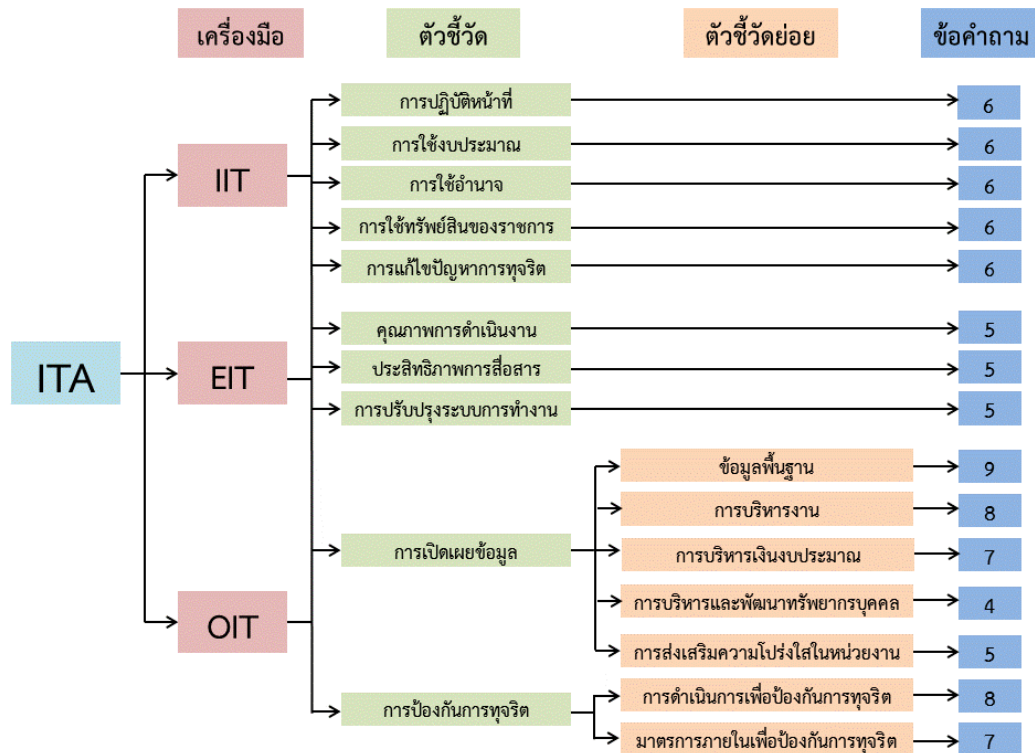 เครื่องมือ ตัวชี้วัด ตัวชี้วัดย่อย ข้อคำถาม
การปฏิบัติหน้าที่ 6
การใช้งบประมาณ 6
IIT
การใช้อำนาจ 6
การใช้ทรัพย์สินของราชการ 6
การแก้ไขปัญหาการทุจริต 6
คุณภาพการดำเนินงาน 5
ITA EIT
ประสิทธิภาพการสื่อสาร 5
การปรับปรุงระบบการทำงาน 5
ข้อมูลพื้นฐาน 9
การบริหารงาน 8
การเปิดเผยข้อมูล การบริหารเงินงบประมาณ 7
การบริหารและพัฒนาทรัพยากรบุคคล 4
OIT
การส่งเสริมความโปร่งใสในหน่วยงาน 5
การดำเนินการเพื่อป้องกันการทุจริต 8
การป้องกันการทุจริต
มาตรการภายในเพื่อป้องกันการทุจริต 7